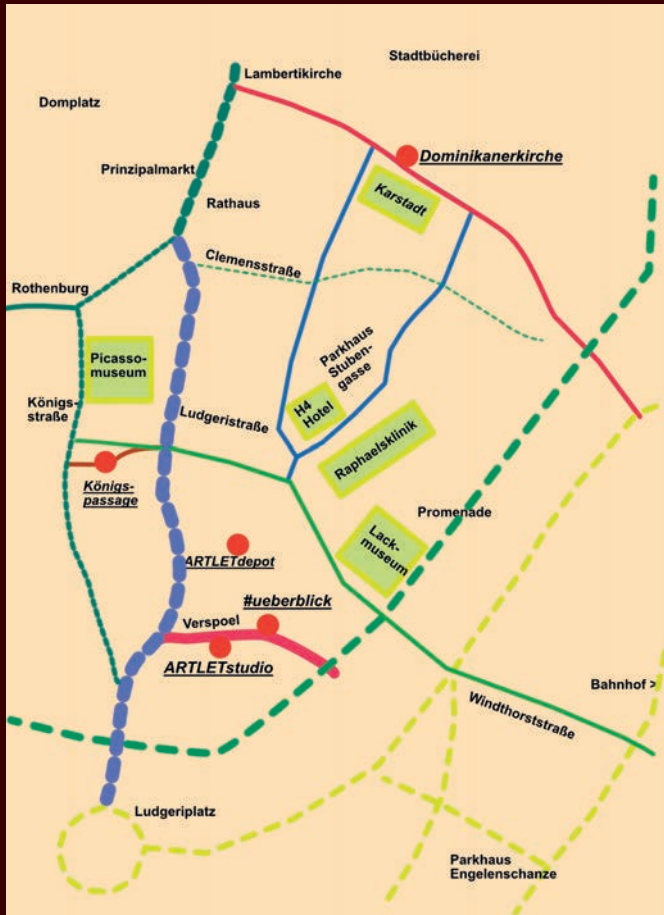 Stadtbücherei
Lambertikirche
Domplatz
Dominikanerkirche
Prinzipalmarkt
Karstadt
Rathaus
Clemensstraße
Rothenburg
Parkhaus
Stuben-
gasse
Picasso-
museum
Königs-
straße
H4
Hotel
Ludgeristraße
Raphaelsklinik
Königs-
passage
Promenade
Lack-
museum
ARTLETdepot
#ueberblick
Verspoel
ARTLETstudio
Bahnhof >
Windthorststraße
Ludgeriplatz
Parkhaus
Engelenschanze